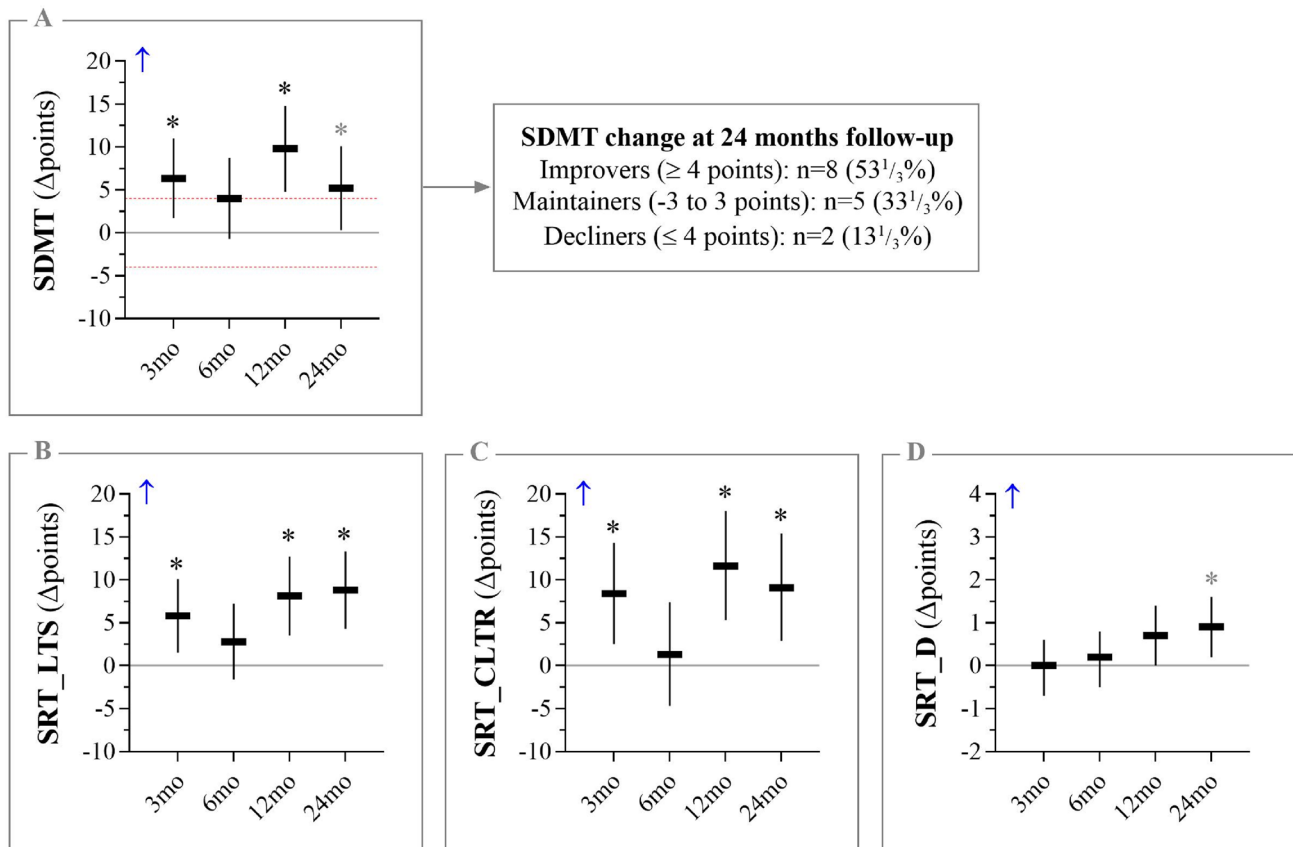 A
SDMT (Δpoints)
↑
20
15
10
5
0
-5
-10
* * *
3mo 6mo 12mo 24mo
SDMT change at 24 months follow-up
Improvers (≥ 4 points): n=8 (53¹/₃%)
Maintainers (-3 to 3 points): n=5 (33¹/₃%)
Decliners (≤ 4 points): n=2 (13¹/₃%)
B
SRT_LTS (Δpoints)
↑
20
15
10
5
0
-5
-10
* * *
3mo 6mo 12mo 24mo
C
SRT_CLTR (Δpoints)
↑
20
15
10
5
0
-5
-10
* * *
3mo 6mo 12mo 24mo
D
SRT_D (Δpoints)
↑
4
3
2
1
0
-1
-2
*
3mo 6mo 12mo 24mo